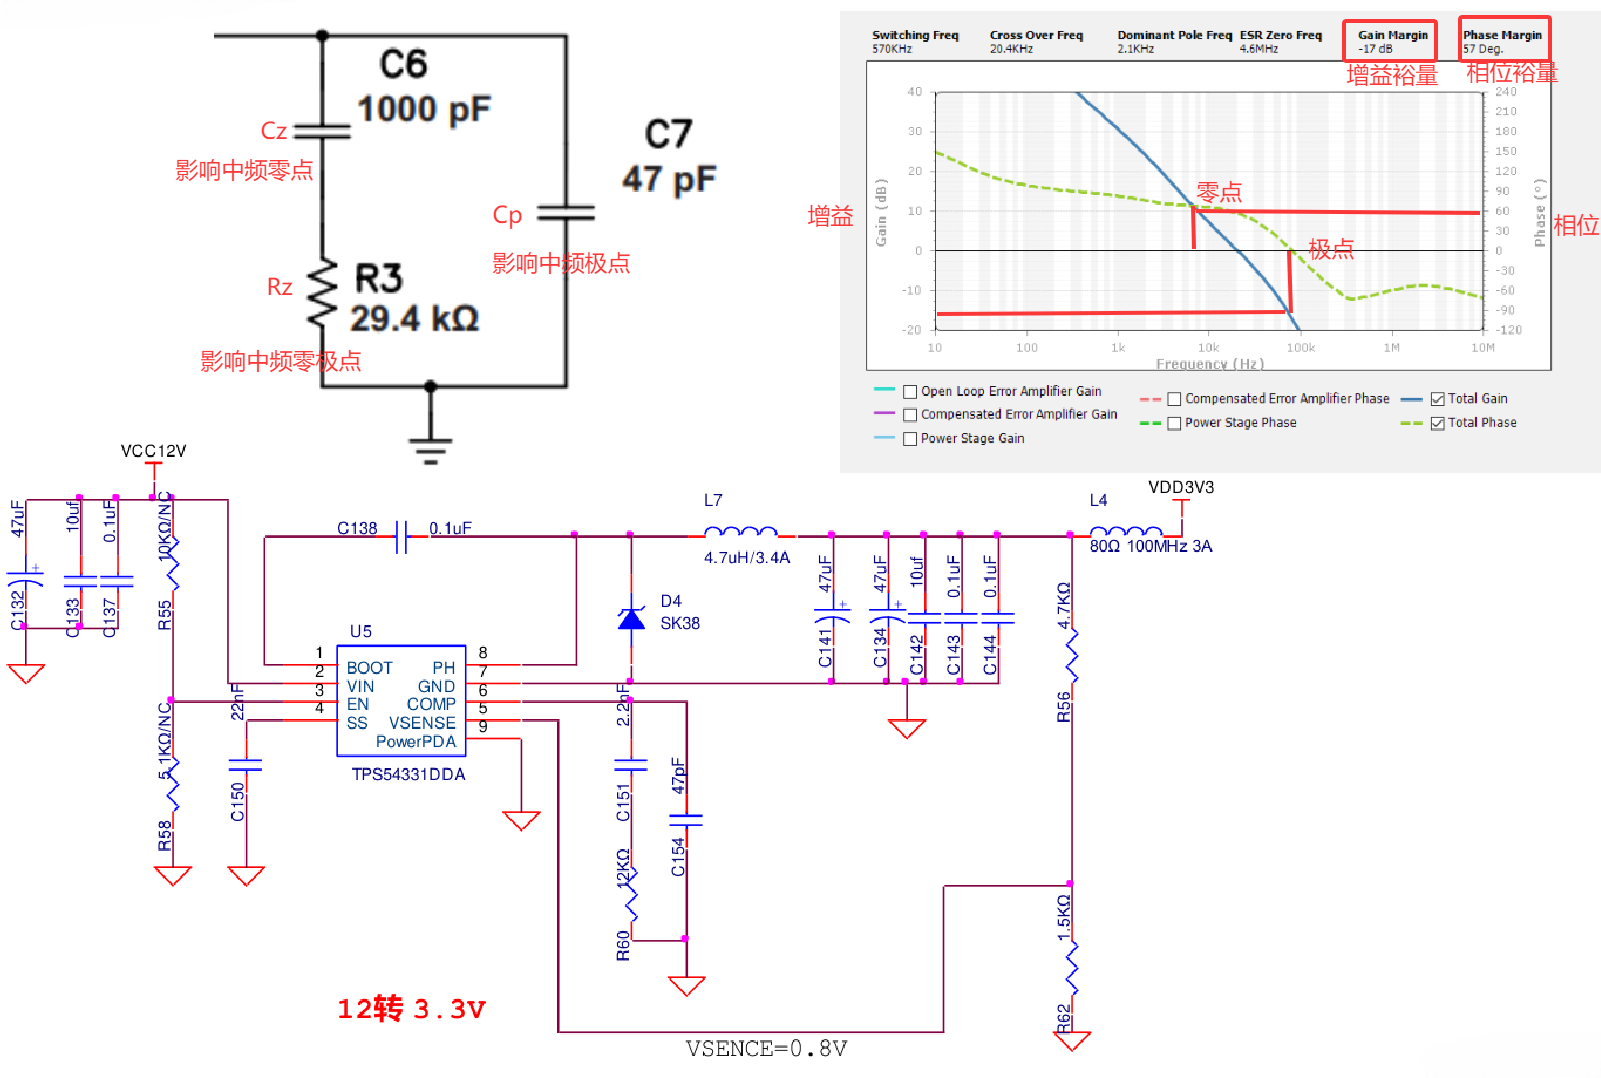 C6
1000 pF
Cz
影响中频零点
C7
47 pF
Cp
影响中频极点
Rz
R3
29.4 kΩ
影响中频零极点
Switching Freq
570KHz
Cross Over Freq
20.4KHz
Dominant Pole Freq
2.1KHz
ESR Zero Freq
4.6MHz
Gain Margin
-17 dB
增益裕量
Phase Margin
57 Deg.
相位裕量
增益
Gain (dB)
40
30
20
10
0
-10
-20
零点
极点
240
210
180
150
120
90
60
30
0
-30
-60
-90
-120
Phase (°)
相位
10
100
1k
10k
100k
1M
10M
Frequency (Hz)
Open Loop Error Amplifier Gain
Compensated Error Amplifier Gain
Power Stage Gain
Compensated Error Amplifier Phase
Power Stage Phase
Total Gain
Total Phase
VCC12V
47uF
C132
10uf
C133
0.1uF
C137
10KΩ/NC
R55
5.1KΩ/NC
R58
22nF
C150
C138
0.1uF
U5
1
2
3
4
BOOT
VIN
EN
SS
PH
GND
COMP
VSENSE
PowerPDA
8
7
6
5
9
TPS54331DDA
D4
SK38
L7
4.7uH/3.4A
47uF
C141
47uF
C134
10uf
C142
0.1uF
C143
0.1uF
C144
L4
80Ω 100MHz 3A
VDD3V3
2.2nF
C151
12KΩ
R60
47pF
C154
4.7KΩ
R56
1.5KΩ
R62
12转 3.3V
VSENCE=0.8V